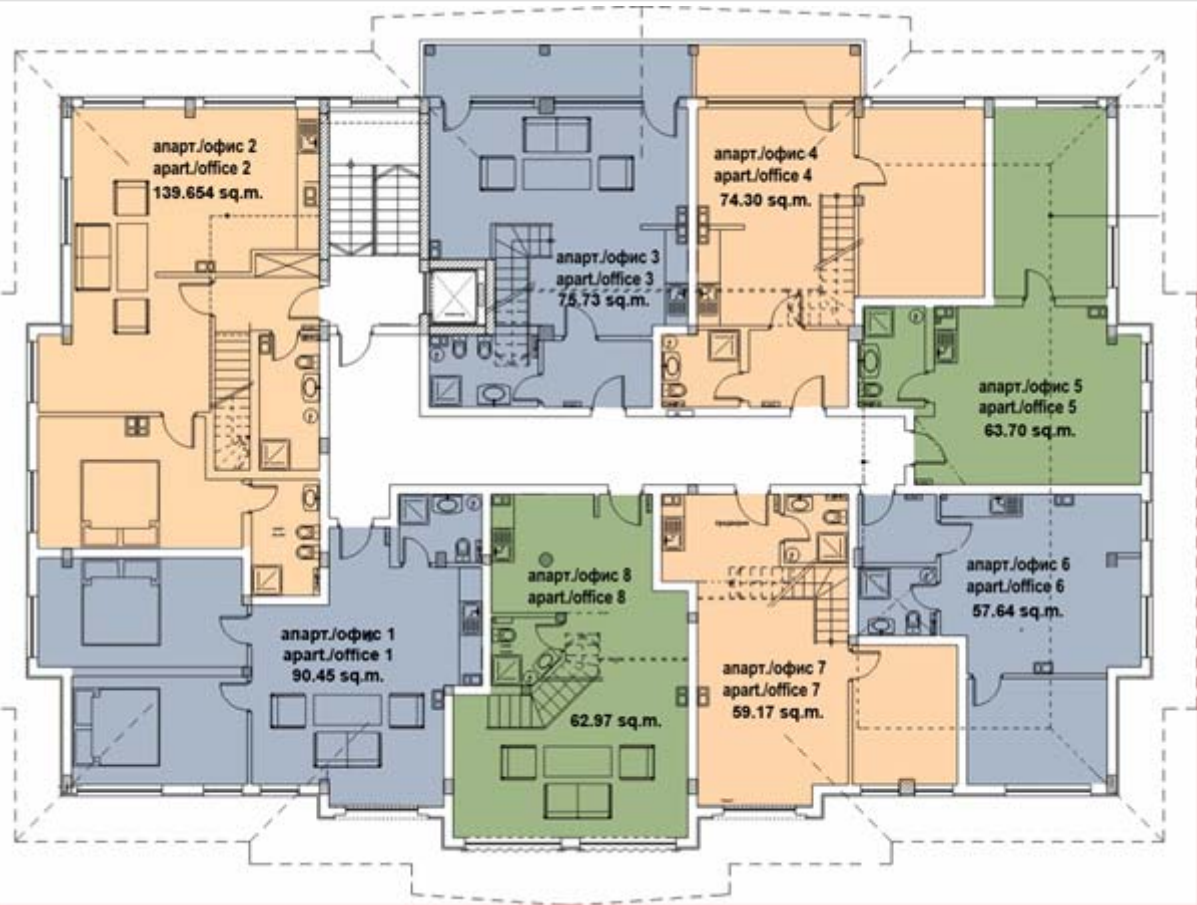 апарт./офис 2
apart./office 2
139.654 sq.m.
апарт./офис 3
apart./office 3
75.73 sq.m.
апарт./офис 4
apart./office 4
74.30 sq.m.
апарт./офис 5
apart./office 5
63.70 sq.m.
апарт./офис 1
apart./office 1
90.45 sq.m.
апарт./офис 8
apart./office 8
62.97 sq.m.
апарт./офис 7
apart./office 7
59.17 sq.m.
апарт./офис 6
apart./office 6
57.64 sq.m.